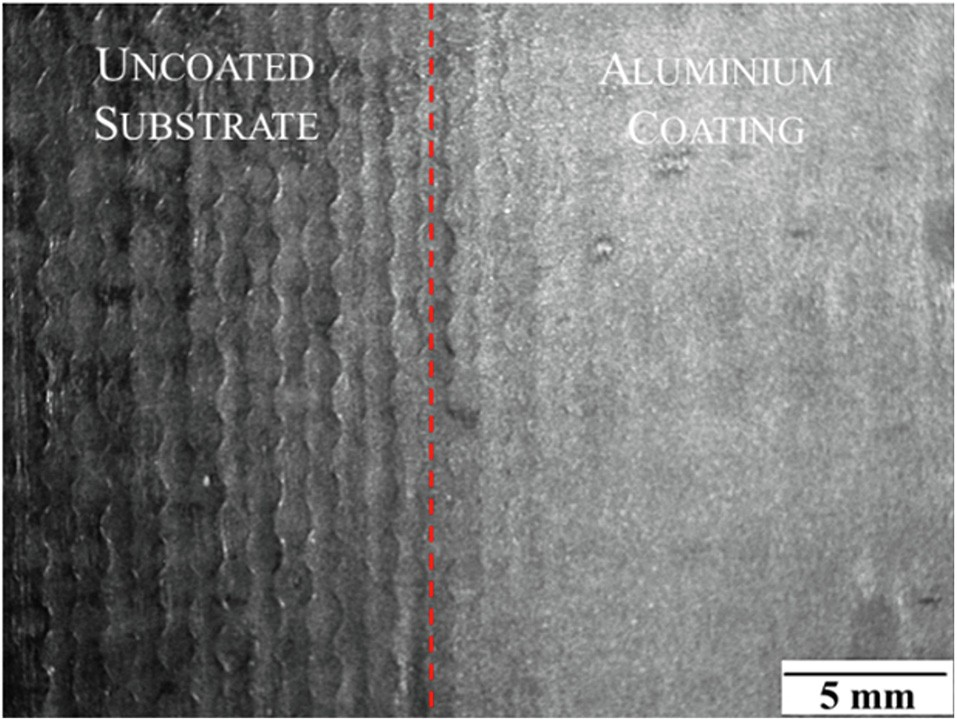 UNCOATED
SUBSTRATE
ALUMINIUM
COATING
5 mm